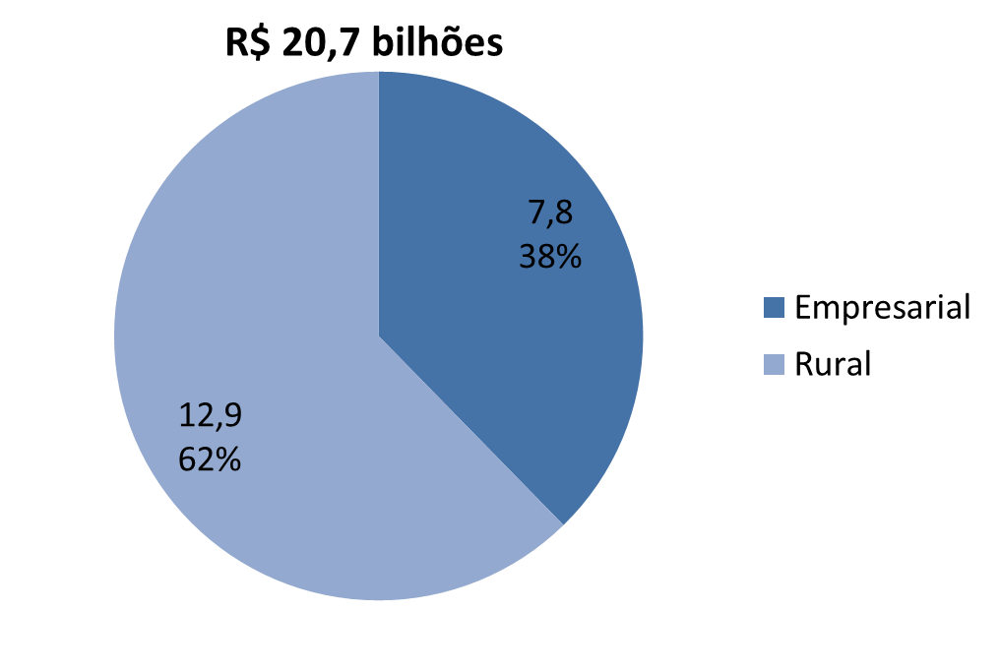 R$ 20,7 bilhões
7,8
38%
12,9
62%
Empresarial
Rural